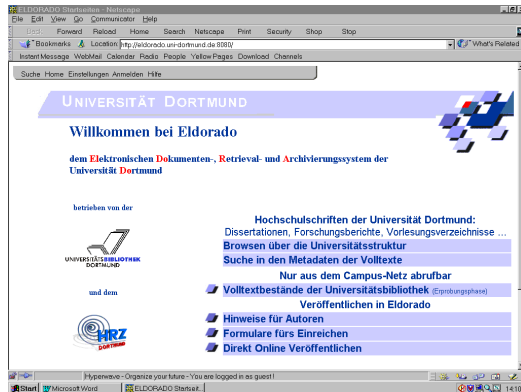 ELDORADO Startseite - Netscape
File Edit View Go Communicator Help
Forward Reload Home Search Netscape Print Security Shop Stop
Bookmarks Location: http://eldorado.uni-dortmund.de:8080/ What's Related
Instant Message WebMail Calendar Radio People Yellow Pages Download Channels
Suche Home Einstellungen Anmelden Hilfe
UNIVERSITÄT DORTMUND
Willkommen bei Eldorado
dem Elektronischen Dokumenten-, Retrieval- und Archivierungssystem der
Universität Dortmund
betrieben von der
UNIVERSITÄTSBIBLIOTHEK
DORTMUND
und dem
HRZ
DORTMUND
Hochschulschriften der Universität Dortmund:
Dissertationen, Forschungsberichte, Vorlesungsverzeichnisse ...
Browsen über die Universitätsstruktur
Suche in den Metadaten der Volltexte
Nur aus dem Campus-Netz abrufbar
Volltextbestände der Universitätsbibliothek (Erprobungsphase)
Veröffentlichen in Eldorado
Hinweise für Autoren
Formulare fürs Einreichen
Direkt Online Veröffentlichen
Hyperwave - Organize your future - You are logged in as guest!
Start Microsoft Word ELDORADO Startseit... 14:10